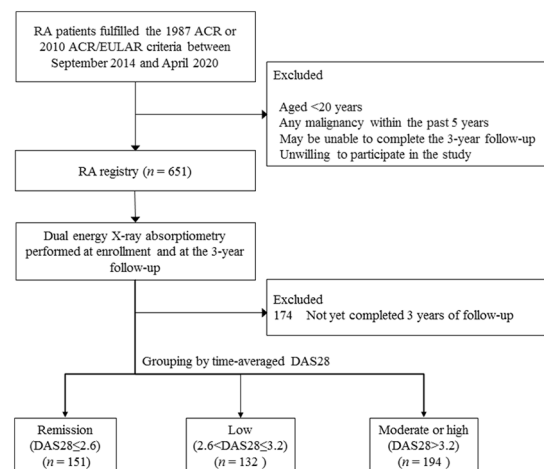 RA patients fulfilled the 1987 ACR or
2010 ACR/EULAR criteria between
September 2014 and April 2020
Excluded
Aged <20 years
Any malignancy within the past 5 years
May be unable to complete the 3-year follow-up
Unwilling to participate in the study
RA registry (n = 651)
Dual energy X-ray absorptiometry
performed at enrollment and at the 3-year
follow-up
Excluded
174 Not yet completed 3 years of follow-up
Grouping by time-averaged DAS28
Remission
(DAS28≤2.6)
(n = 151)
Low
(2.6<DAS28≤3.2)
(n = 132 )
Moderate or high
(DAS28>3.2)
(n = 194 )